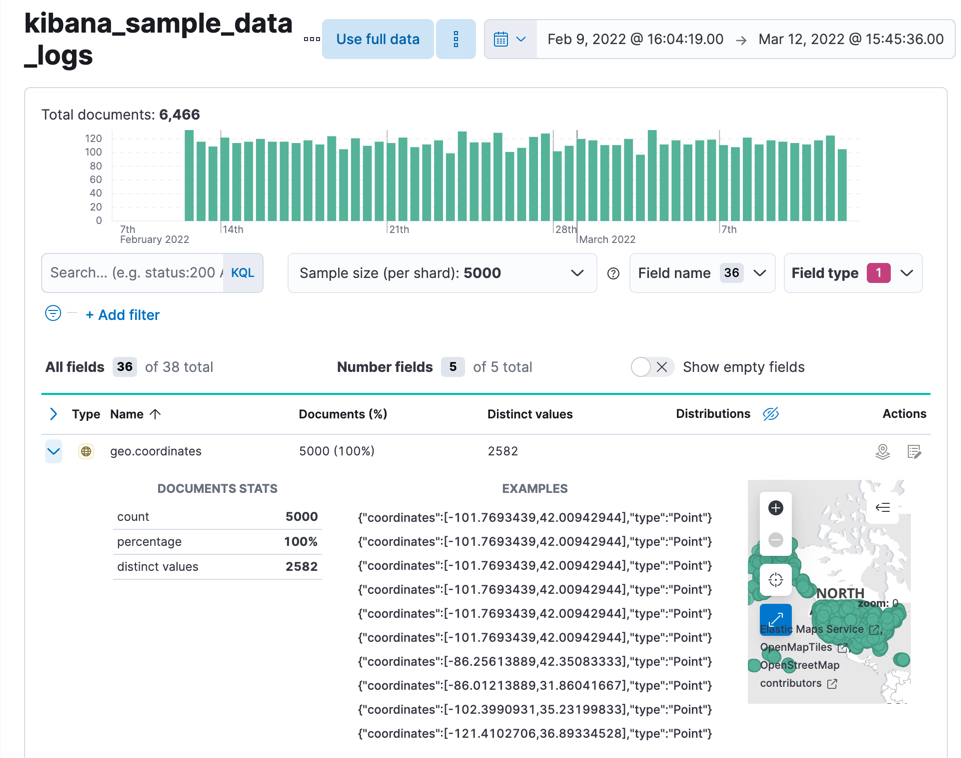 kibana_sample_data
_logs
Use full data
Feb 9, 2022 @ 16:04:19.00 → Mar 12, 2022 @ 15:45:36.00
Total documents: 6,466
120
100
80
60
40
20
0
7th
February 2022
14th
21th
28th
March 2022
7th
Search... (e.g. status:200 KQL
Sample size (per shard): 5000
Field name 36
Field type 1
+ Add filter
All fields 36 of 38 total
Number fields 5 of 5 total
Show empty fields
Type Name ↑ Documents (%) Distinct values Distributions Actions
geo.coordinates 5000 (100%) 2582
DOCUMENTS STATS
count 5000
percentage 100%
distinct values 2582
EXAMPLES
{"coordinates":[-101.7693439,42.00942944],"type":"Point"}
{"coordinates":[-101.7693439,42.00942944],"type":"Point"}
{"coordinates":[-101.7693439,42.00942944],"type":"Point"}
{"coordinates":[-101.7693439,42.00942944],"type":"Point"}
{"coordinates":[-101.7693439,42.00942944],"type":"Point"}
{"coordinates":[-101.7693439,42.00942944],"type":"Point"}
{"coordinates":[-86.25613889,42.35083333],"type":"Point"}
{"coordinates":[-86.01213889,31.86041667],"type":"Point"}
{"coordinates":[-102.3990931,35.23199833],"type":"Point"}
{"coordinates":[-121.4102706,36.89334528],"type":"Point"}
NORTH
zoom: 0
Elastic Maps Service ,
OpenMapTiles ,
OpenStreetMap
contributors